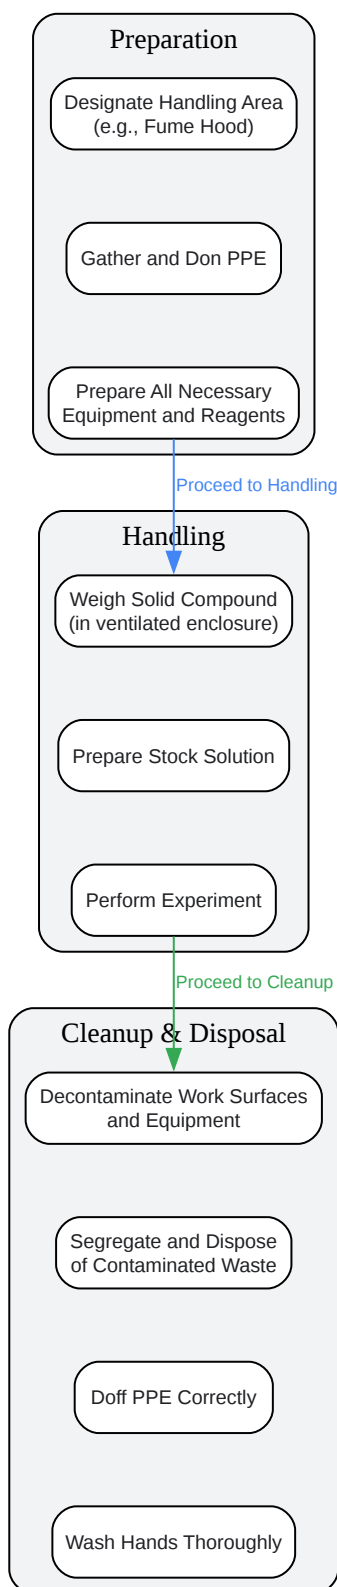 Preparation
Designate Handling Area
(e.g., Fume Hood)
Gather and Don PPE
Prepare All Necessary
Equipment and Reagents
Proceed to Handling
Handling
Weigh Solid Compound
(in ventilated enclosure)
Prepare Stock Solution
Perform Experiment
Proceed to Cleanup
Cleanup & Disposal
Decontaminate Work Surfaces
and Equipment
Segregate and Dispose
of Contaminated Waste
Doff PPE Correctly
Wash Hands Thoroughly